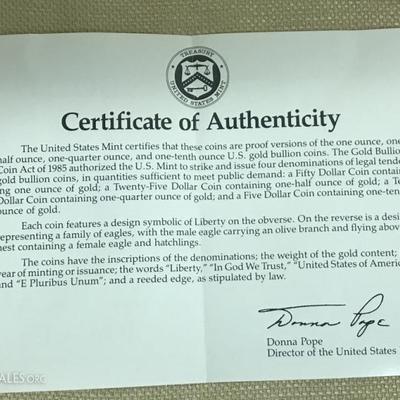 TREASURY
UNITED STATES MINT
Certificate of Authenticity
The United States Mint certifies that these coins are proof versions of the one ounce, one-
half ounce, one-quarter ounce, and one-tenth ounce U.S. gold bullion coins. The Gold Bullion
Coin Act of 1985 authorized the U.S. Mint to strike and issue four denominations of legal tende
gold bullion coins, in quantities sufficient to meet public demand: a Fifty Dollar Coin contain
ing one ounce of gold; a Twenty-Five Dollar Coin containing one-half ounce of gold; a Te
Dollar Coin containing one-quarter ounce of gold; and a Five Dollar Coin containing one-ten
ounce of gold.
Each coin features a design symbolic of Liberty on the obverse. On the reverse is a desi
representing a family of eagles, with the male eagle carrying an olive branch and flying above
nest containing a female eagle and hatchlings.
The coins have the inscriptions of the denominations; the weight of the gold content;
year of minting or issuance; the words "Liberty," "In God We Trust," "United States of Americ
and "E Pluribus Unum"; and a reeded edge, as stipulated by law.
Donna Pope
Donna Pope
Director of the United States
ALES.ORG